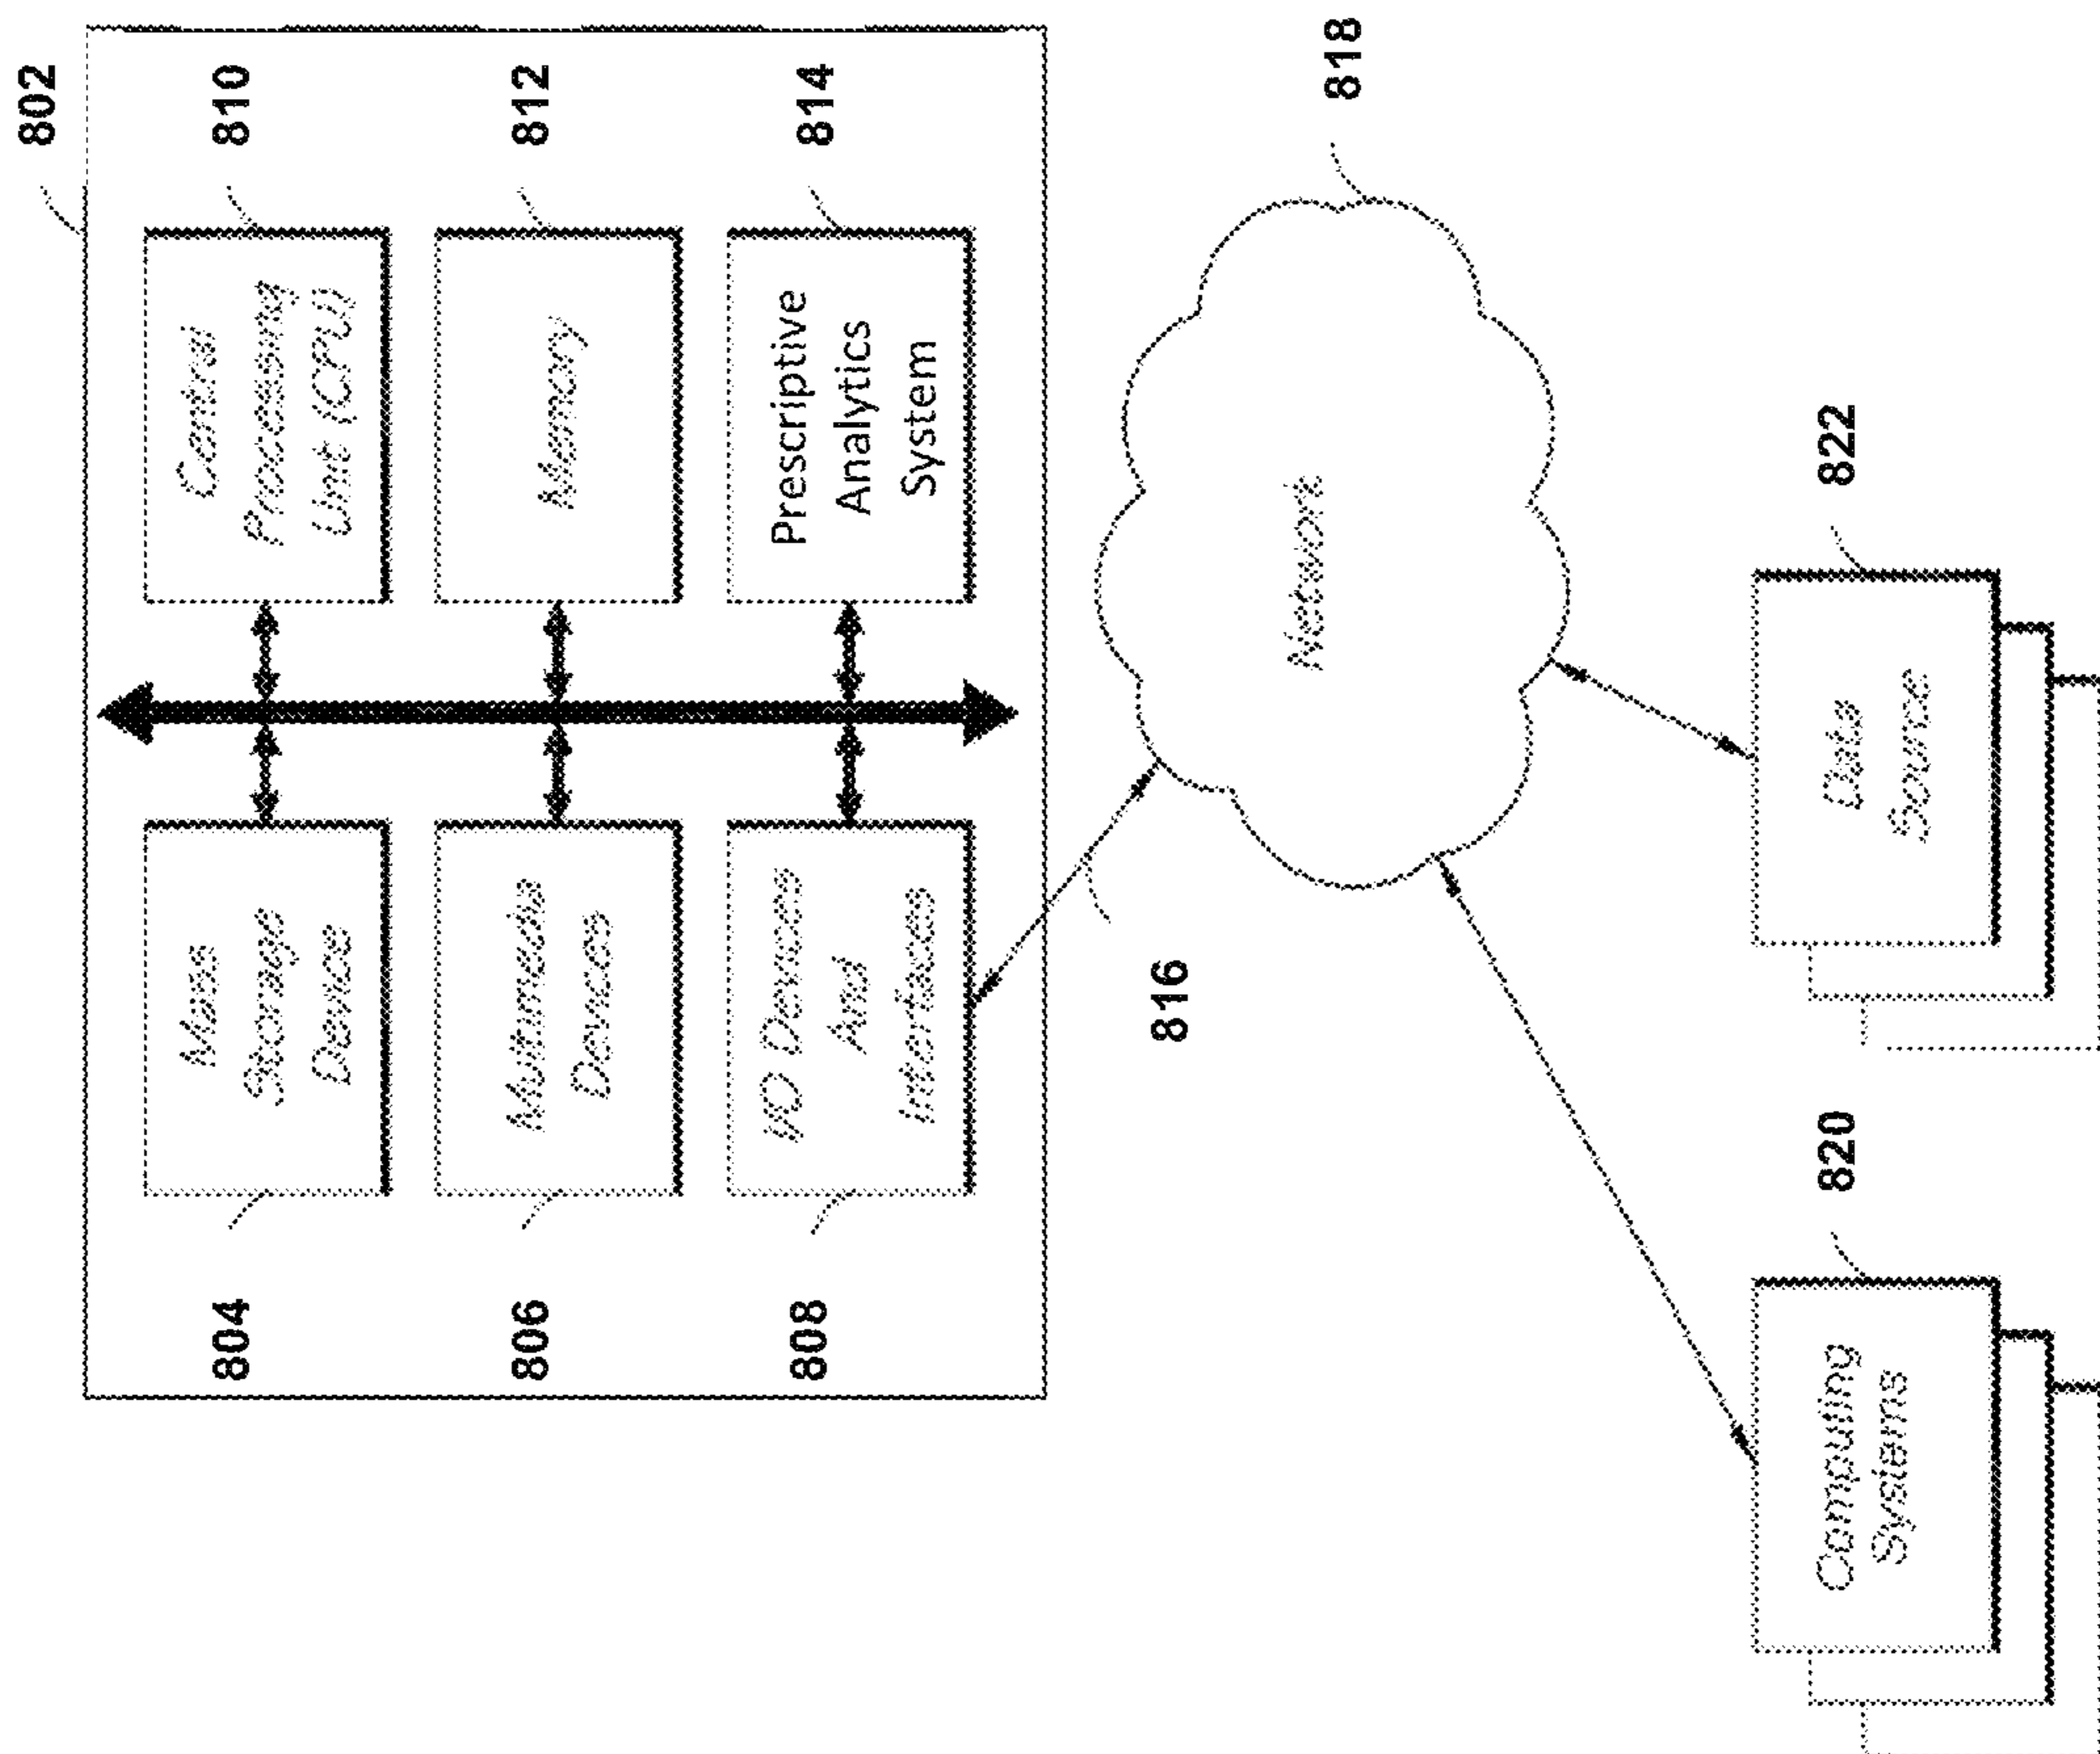 802
804
Mass
Storage
Device
Central
Processing
Unit (CPU)
810
806
Multimedia
Devices
Memory
812
808
I/O Devices
And
Interfaces
Prescriptive
Analytics
System
814
816
Network
818
820
Computing
Systems
822
Data
Source